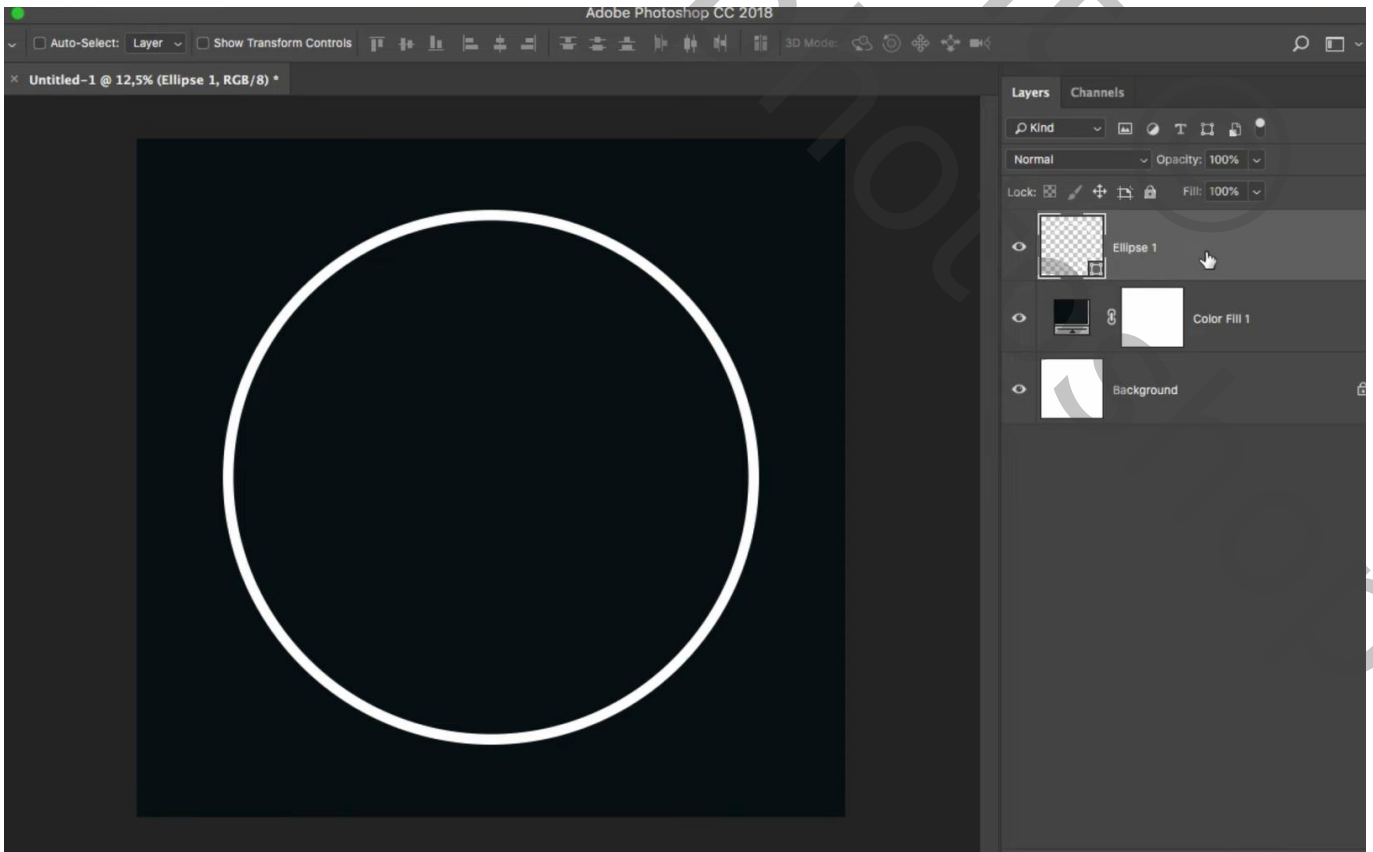 Adobe Photoshop CC 2018
Auto-Select: Layer Show Transform Controls 3D Mode:
Untitled-1 @ 12,5% (Ellipse 1, RGB/8) *
Layers Channels
Kind
Normal Opacity: 100%
Lock: Fill: 100%
Ellipse 1
Color Fill 1
Background